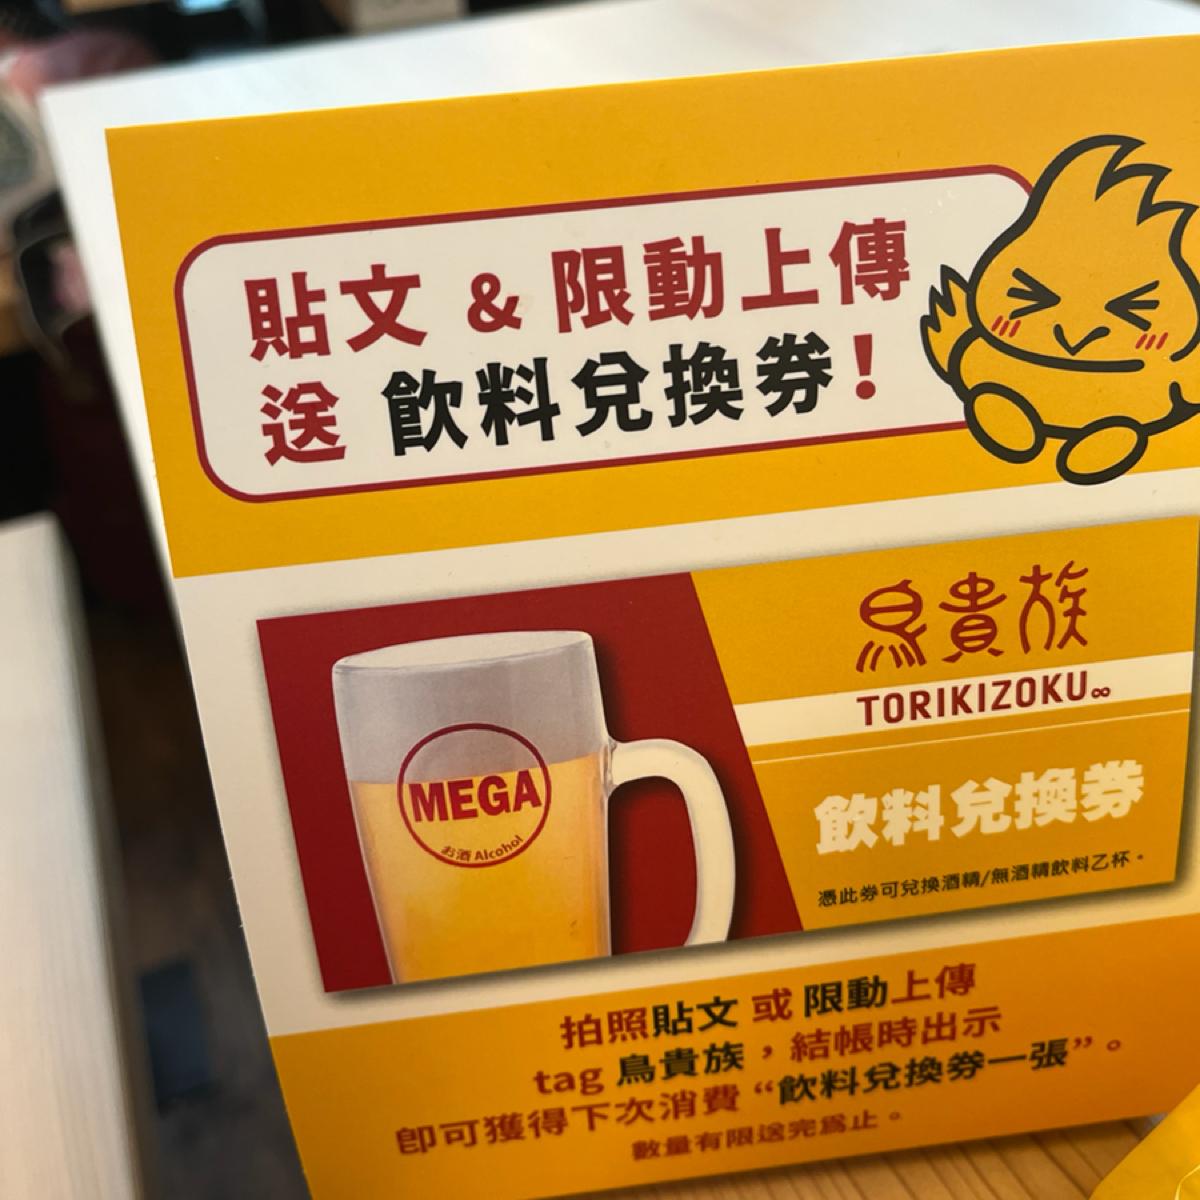 貼文 & 限動上傳
送 飲料兌換券!
鳥貴族
TORIKIZOKU∞
MEGA
お酒 Alcohol
飲料兌換券
憑此券可兌換酒精/無酒精飲料乙杯。
拍照貼文 或 限動上傳
tag 鳥貴族，結帳時出示
即可獲得下次消費 “飲料兌換券一張”。
數量有限送完為止。